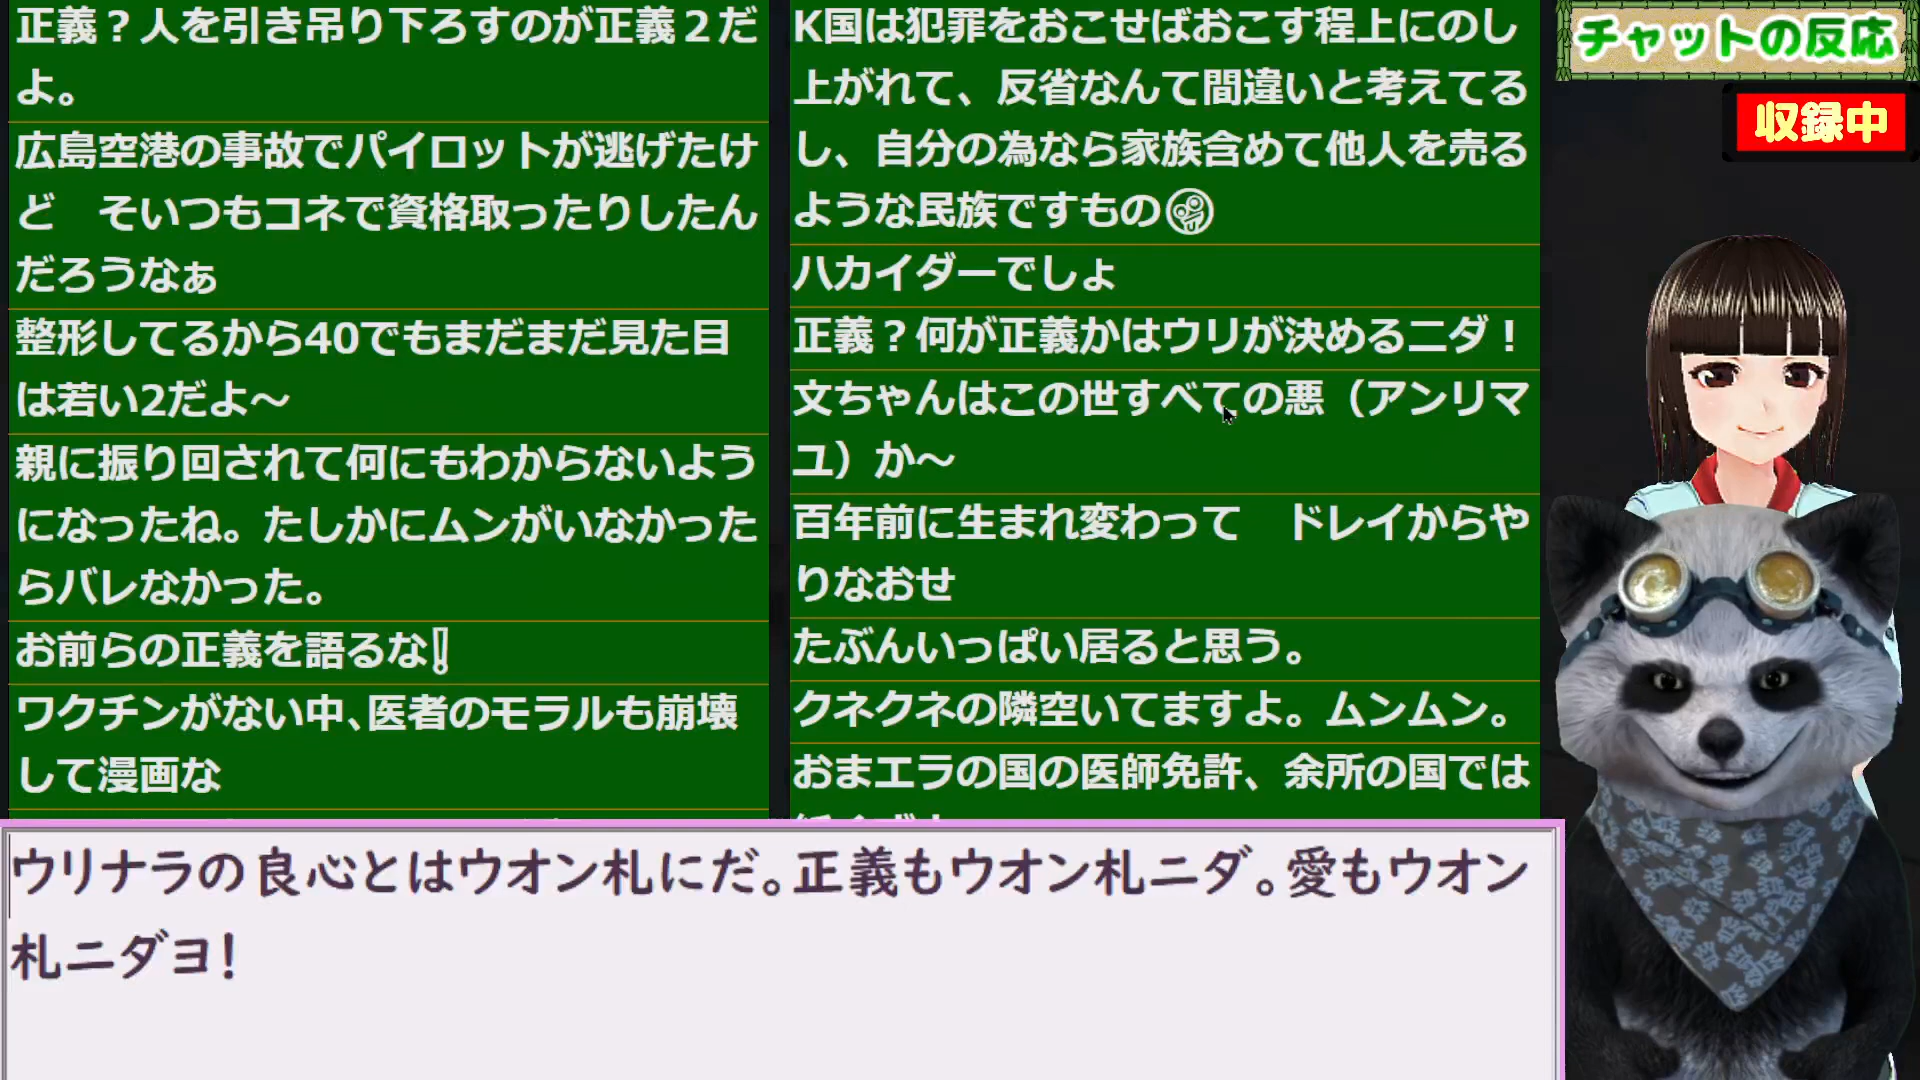 正義？人を引き吊り下ろすのが正義２だ
よ。
広島空港の事故でパイロットが逃げたけ
ど　そいつもコネで資格取ったりしたん
だろうなぁ
整形してるから40でもまだまだ見た目
は若い2だよ～
親に振り回されて何にもわからないよう
になったね。たしかにムンがいなかった
らバレなかった。
お前らの正義を語るな‼
ワクチンがない中､医者のモラルも崩壊
して漫画な
K国は犯罪をおこせばおこす程上にのし
上がれて、反省なんて間違いと考えてる
し、自分の為なら家族含めて他人を売る
ような民族ですもの🤪
ハカイダーでしょ
正義？何が正義かはウリが決めるニダ！
文ちゃんはこの世すべての悪（アンリマ
ユ）か～
百年前に生まれ変わって　ドレイからや
りなおせ
たぶんいっぱい居ると思う。
クネクネの隣空いてますよ。ムンムン。
おまエラの国の医師免許、余所の国では
チャットの反応
収録中
ウリナラの良心とはウオン札にだ。正義もウオン札ニダ。愛もウオン
札ニダヨ！